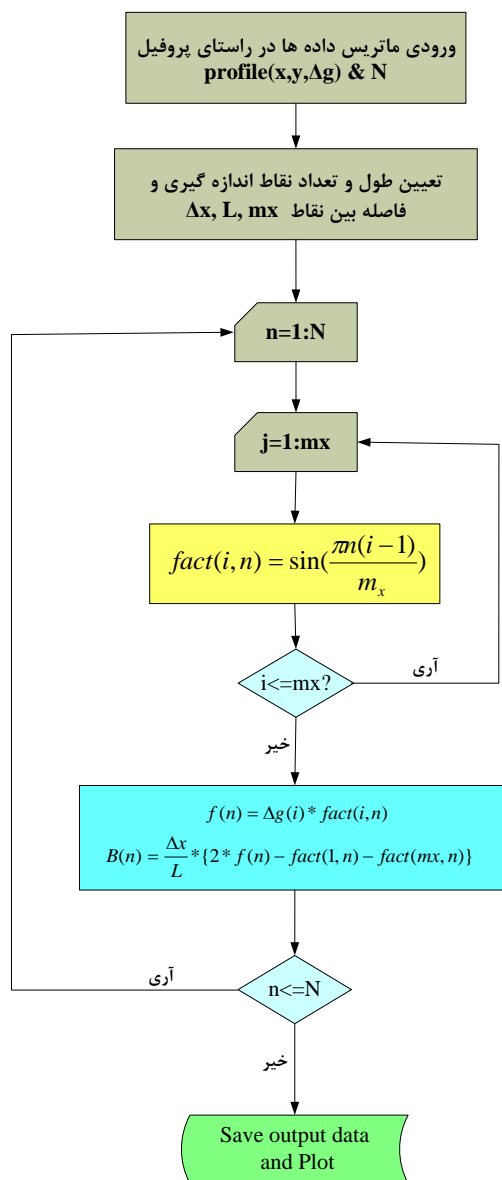 ورودی ماتریس داده ها در راستای پروفیل
profile(x,y,Δg) & N
تعیین طول و تعداد نقاط اندازه گیری و
فاصله بین نقاط Δx, L, mx
n=1:N
j=1:mx
fact(i,n) = sin(πn(i−1)/m_x)
i<=mx?
آری
خیر
f(n) = Δg(i)* fact(i,n)
B(n) = Δx/L *{2* f(n) − fact(1,n) − fact(mx,n)}
آری
n<=N
خیر
Save output data
and Plot